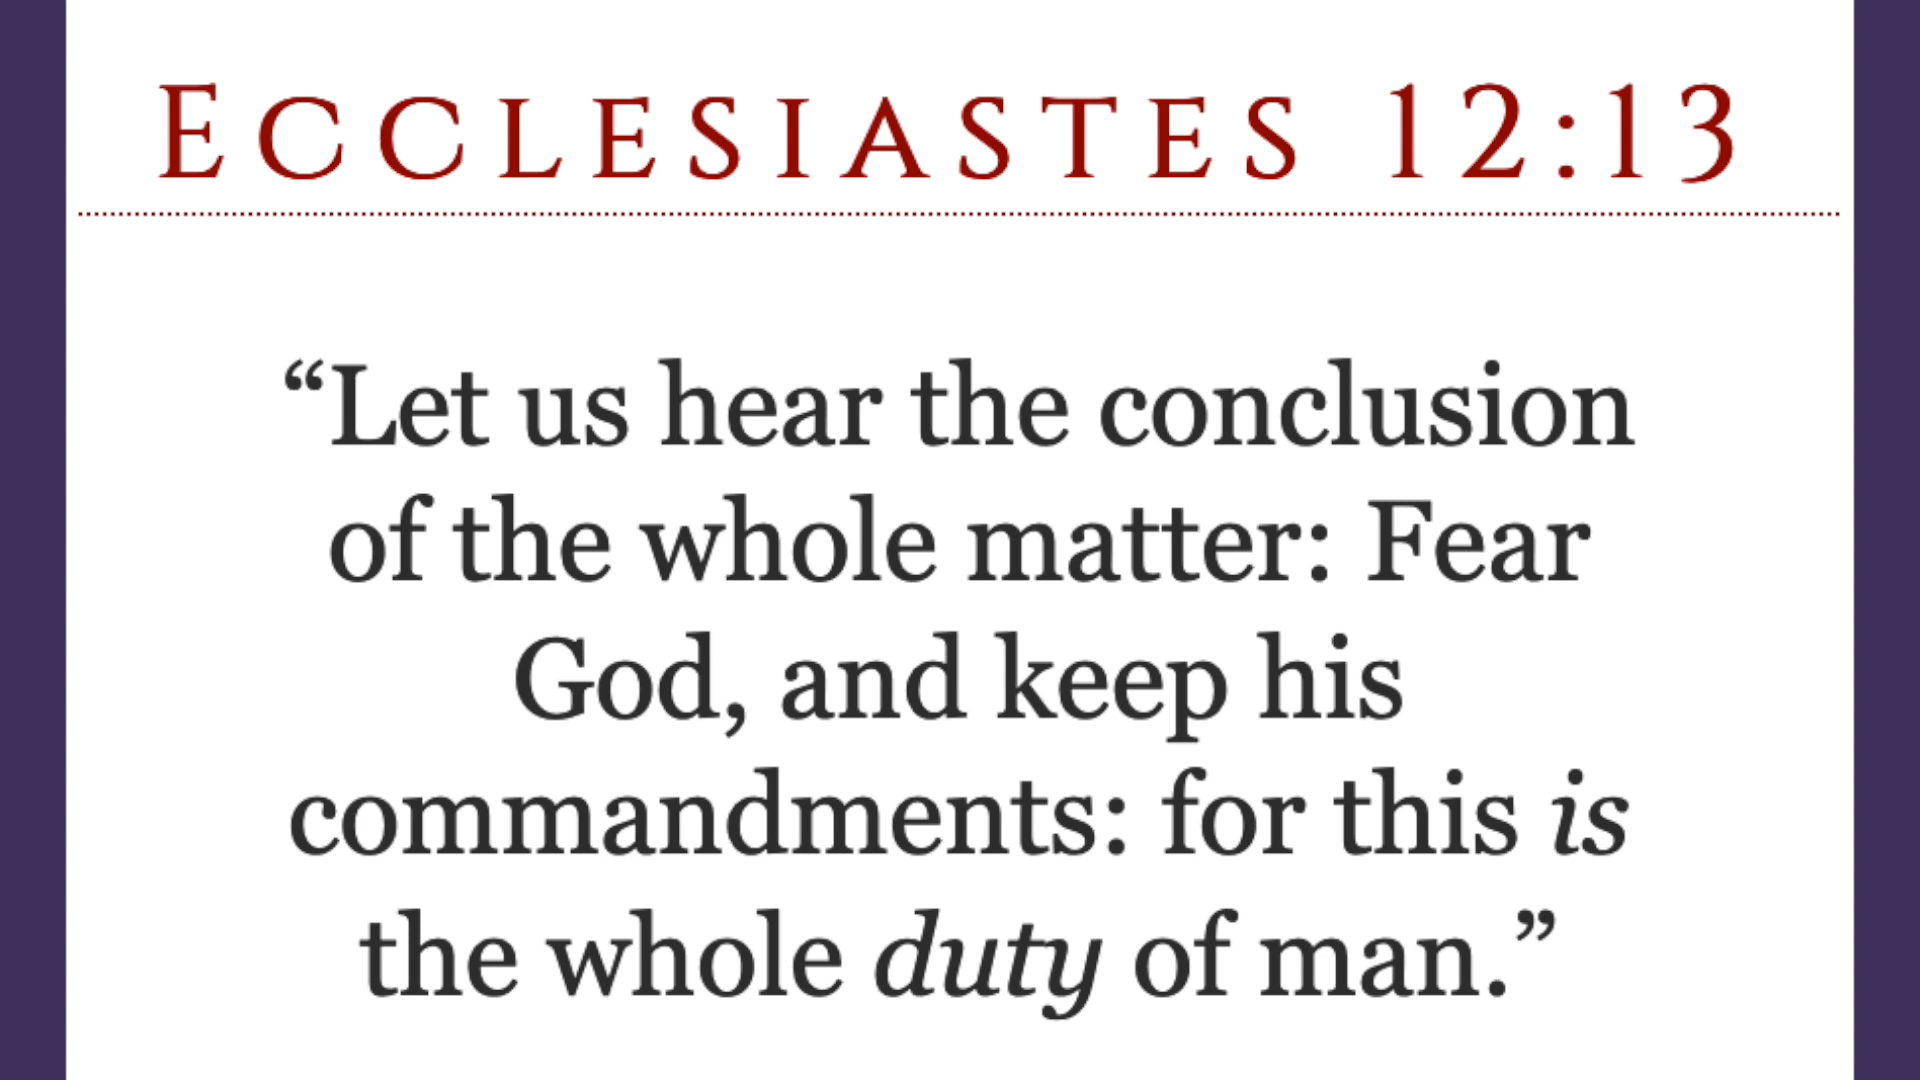 Ecclesiastes 12:13
“Let us hear the conclusion
of the whole matter: Fear
God, and keep his
commandments: for this is
the whole duty of man.”